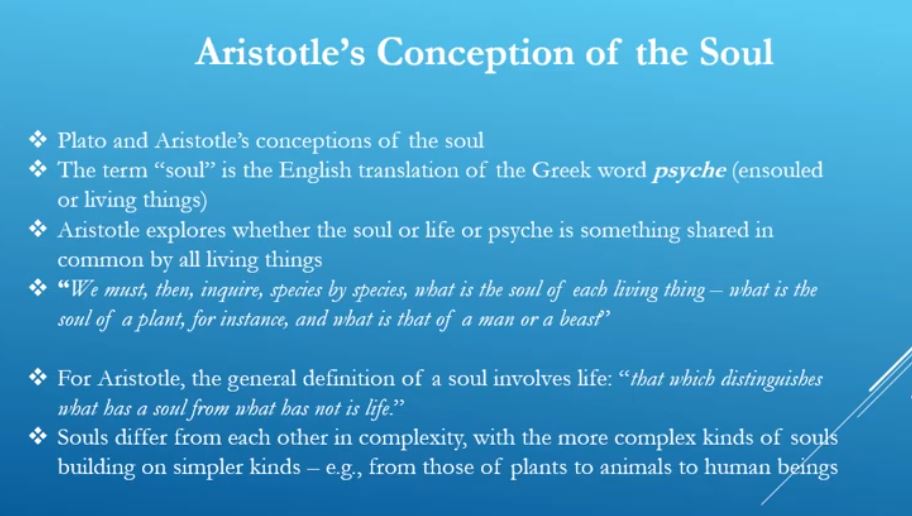 Aristotle's Conception of the Soul
❖ Plato and Aristotle's conceptions of the soul
❖ The term "soul" is the English translation of the Greek word psyche (ensouled
or living things)
❖ Aristotle explores whether the soul or life or psyche is something shared in
common by all living things
❖ "We must, then, inquire, species by species, what is the soul of each living thing – what is the
soul of a plant, for instance, and what is that of a man or a beast"
❖ For Aristotle, the general definition of a soul involves life: "that which distinguishes
what has a soul from what has not is life."
❖ Souls differ from each other in complexity, with the more complex kinds of souls
building on simpler kinds – e.g., from those of plants to animals to human beings